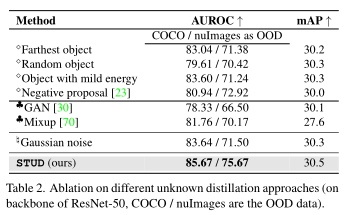 Method AUROC ↑ mAP ↑
COCO / nuImages as OOD
◦Farthest object 83.04 / 71.38 30.2
◦Random object 79.61 / 70.42 30.3
◦Object with mild energy 83.60 / 71.24 30.3
◦Negative proposal [23] 80.94 / 72.92 30.0
♣GAN [30] 78.33 / 66.50 30.1
♣Mixup [70] 81.76 / 70.17 27.6
♮Gaussian noise 83.64 / 71.50 30.3
STUD (ours) 85.67 / 75.67 30.5
Table 2. Ablation on different unknown distillation approaches (on
backbone of ResNet-50, COCO / nuImages are the OOD data).